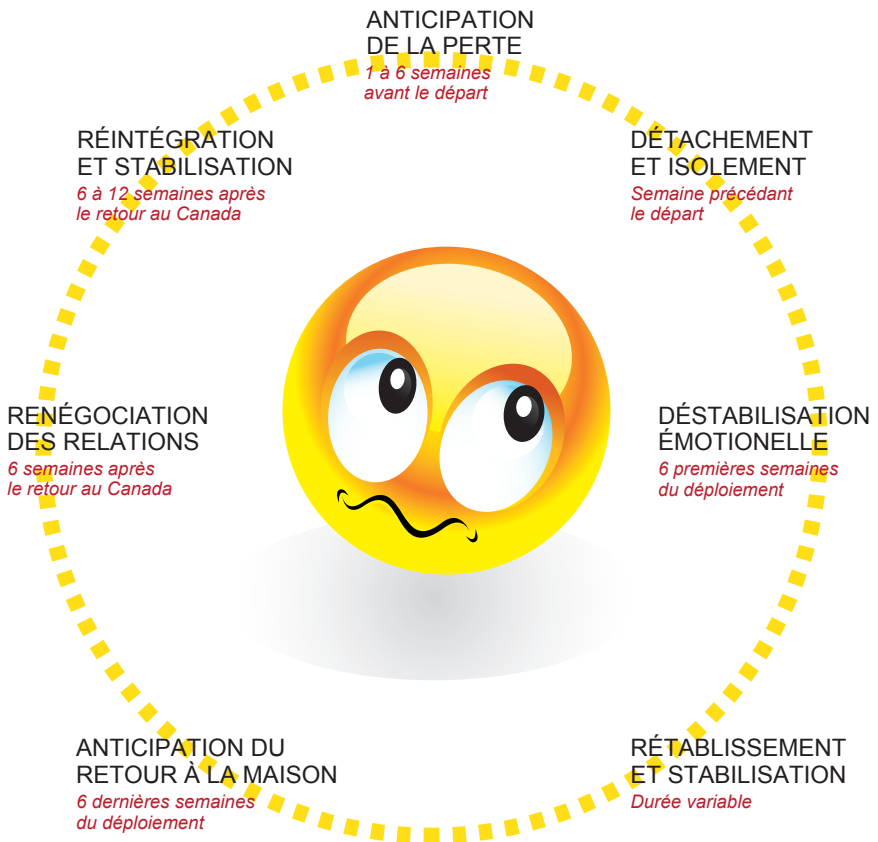 ANTICIPATION
DE LA PERTE
1 à 6 semaines
avant le départ
DÉTACHEMENT
ET ISOLEMENT
Semaine précédant
le départ
DÉSTABILISATION
ÉMOTIONELLE
6 premières semaines
du déploiement
RÉTABLISSEMENT
ET STABILISATION
Durée variable
ANTICIPATION DU
RETOUR À LA MAISON
6 dernières semaines
du déploiement
RENÉGOCIATION
DES RELATIONS
6 semaines après
le retour au Canada
RÉINTÉGRATION
ET STABILISATION
6 à 12 semaines après
le retour au Canada